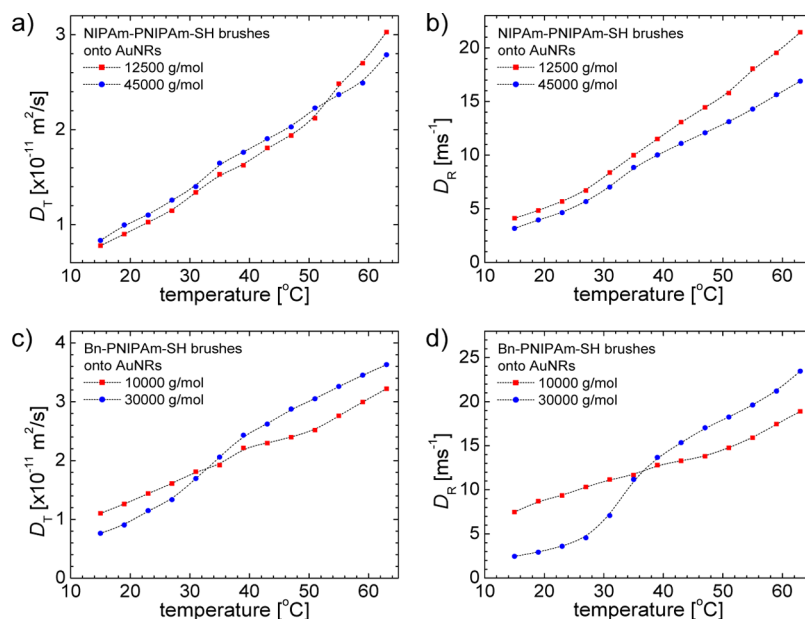 a)
NIPAm-PNIPAm-SH brushes
onto AuNRs
12500 g/mol
45000 g/mol
3
2
1
D_T [x10⁻¹¹ m²/s]
10 20 30 40 50 60
temperature [°C]
b)
NIPAm-PNIPAm-SH brushes
onto AuNRs
12500 g/mol
45000 g/mol
20
15
10
5
0
D_R [ms⁻¹]
10 20 30 40 50 60
temperature [°C]
c)
Bn-PNIPAm-SH brushes
onto AuNRs
10000 g/mol
30000 g/mol
4
3
2
1
0
D_T [x10⁻¹¹ m²/s]
10 20 30 40 50 60
temperature [°C]
d)
Bn-PNIPAm-SH brushes
onto AuNRs
10000 g/mol
30000 g/mol
25
20
15
10
5
0
D_R [ms⁻¹]
10 20 30 40 50 60
temperature [°C]